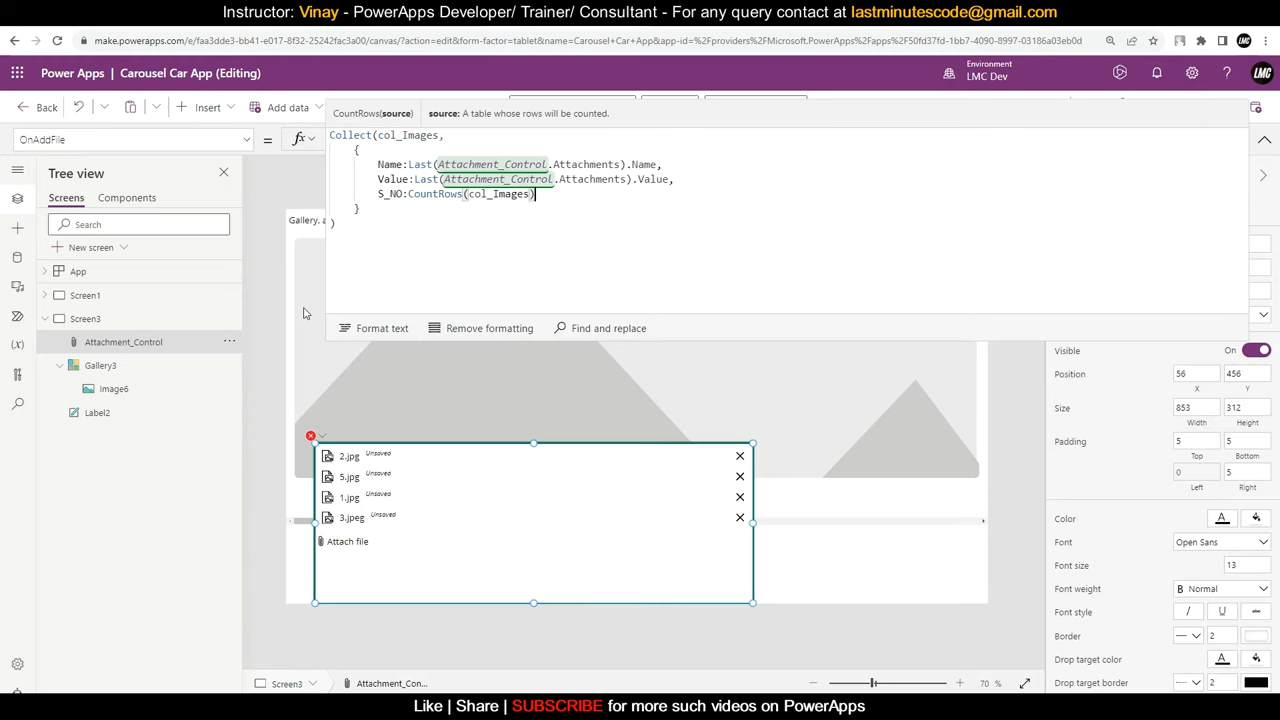 Instructor: Vinay - PowerApps Developer/ Trainer/ Consultant - For any query contact at lastminutescode@gmail.com
make.powerapps.com/e/faa3dde3-bb41-e017-8f32-25242fac3a00/canvas/?action=edit&form-factor=tablet&name=Carousel+Car+App&app-id=%2Fproviders%2FMicrosoft.PowerApps%2Fapps%2F50fd37fd-1bb7-4090-8997-03186a03eb0d
LMC
Power Apps | Carousel Car App (Editing)
Environment
LMC Dev
LMC
Back
Insert
Add data
CountRows(source)
source: A table whose rows will be counted.
OnAddFile
=
fx
Collect(col_Images,
{
Name:Last(Attachment_Control.Attachments).Name,
Value:Last(Attachment_Control.Attachments).Value,
S_NO:CountRows(col_Images)
}
)
Tree view
Screens
Components
Search
New screen
App
Screen1
Screen3
Attachment_Control
Gallery3
Image6
Label2
Gallery, a
Format text
Remove formatting
Find and replace
2.jpg Unsaved
5.jpg Unsaved
1.jpg Unsaved
3.jpeg Unsaved
Attach file
Visible
On
Position
56
456
X
Y
Size
853
312
Width
Height
Padding
5
5
Top
Bottom
0
5
Left
Right
Color
Font
Open Sans
Font size
13
Font weight
B Normal
Font style
/
U
abc
Border
2
Drop target color
Drop target border
2
Screen3
Attachment_Con...
70 %
Like | Share | SUBSCRIBE for more such videos on PowerApps